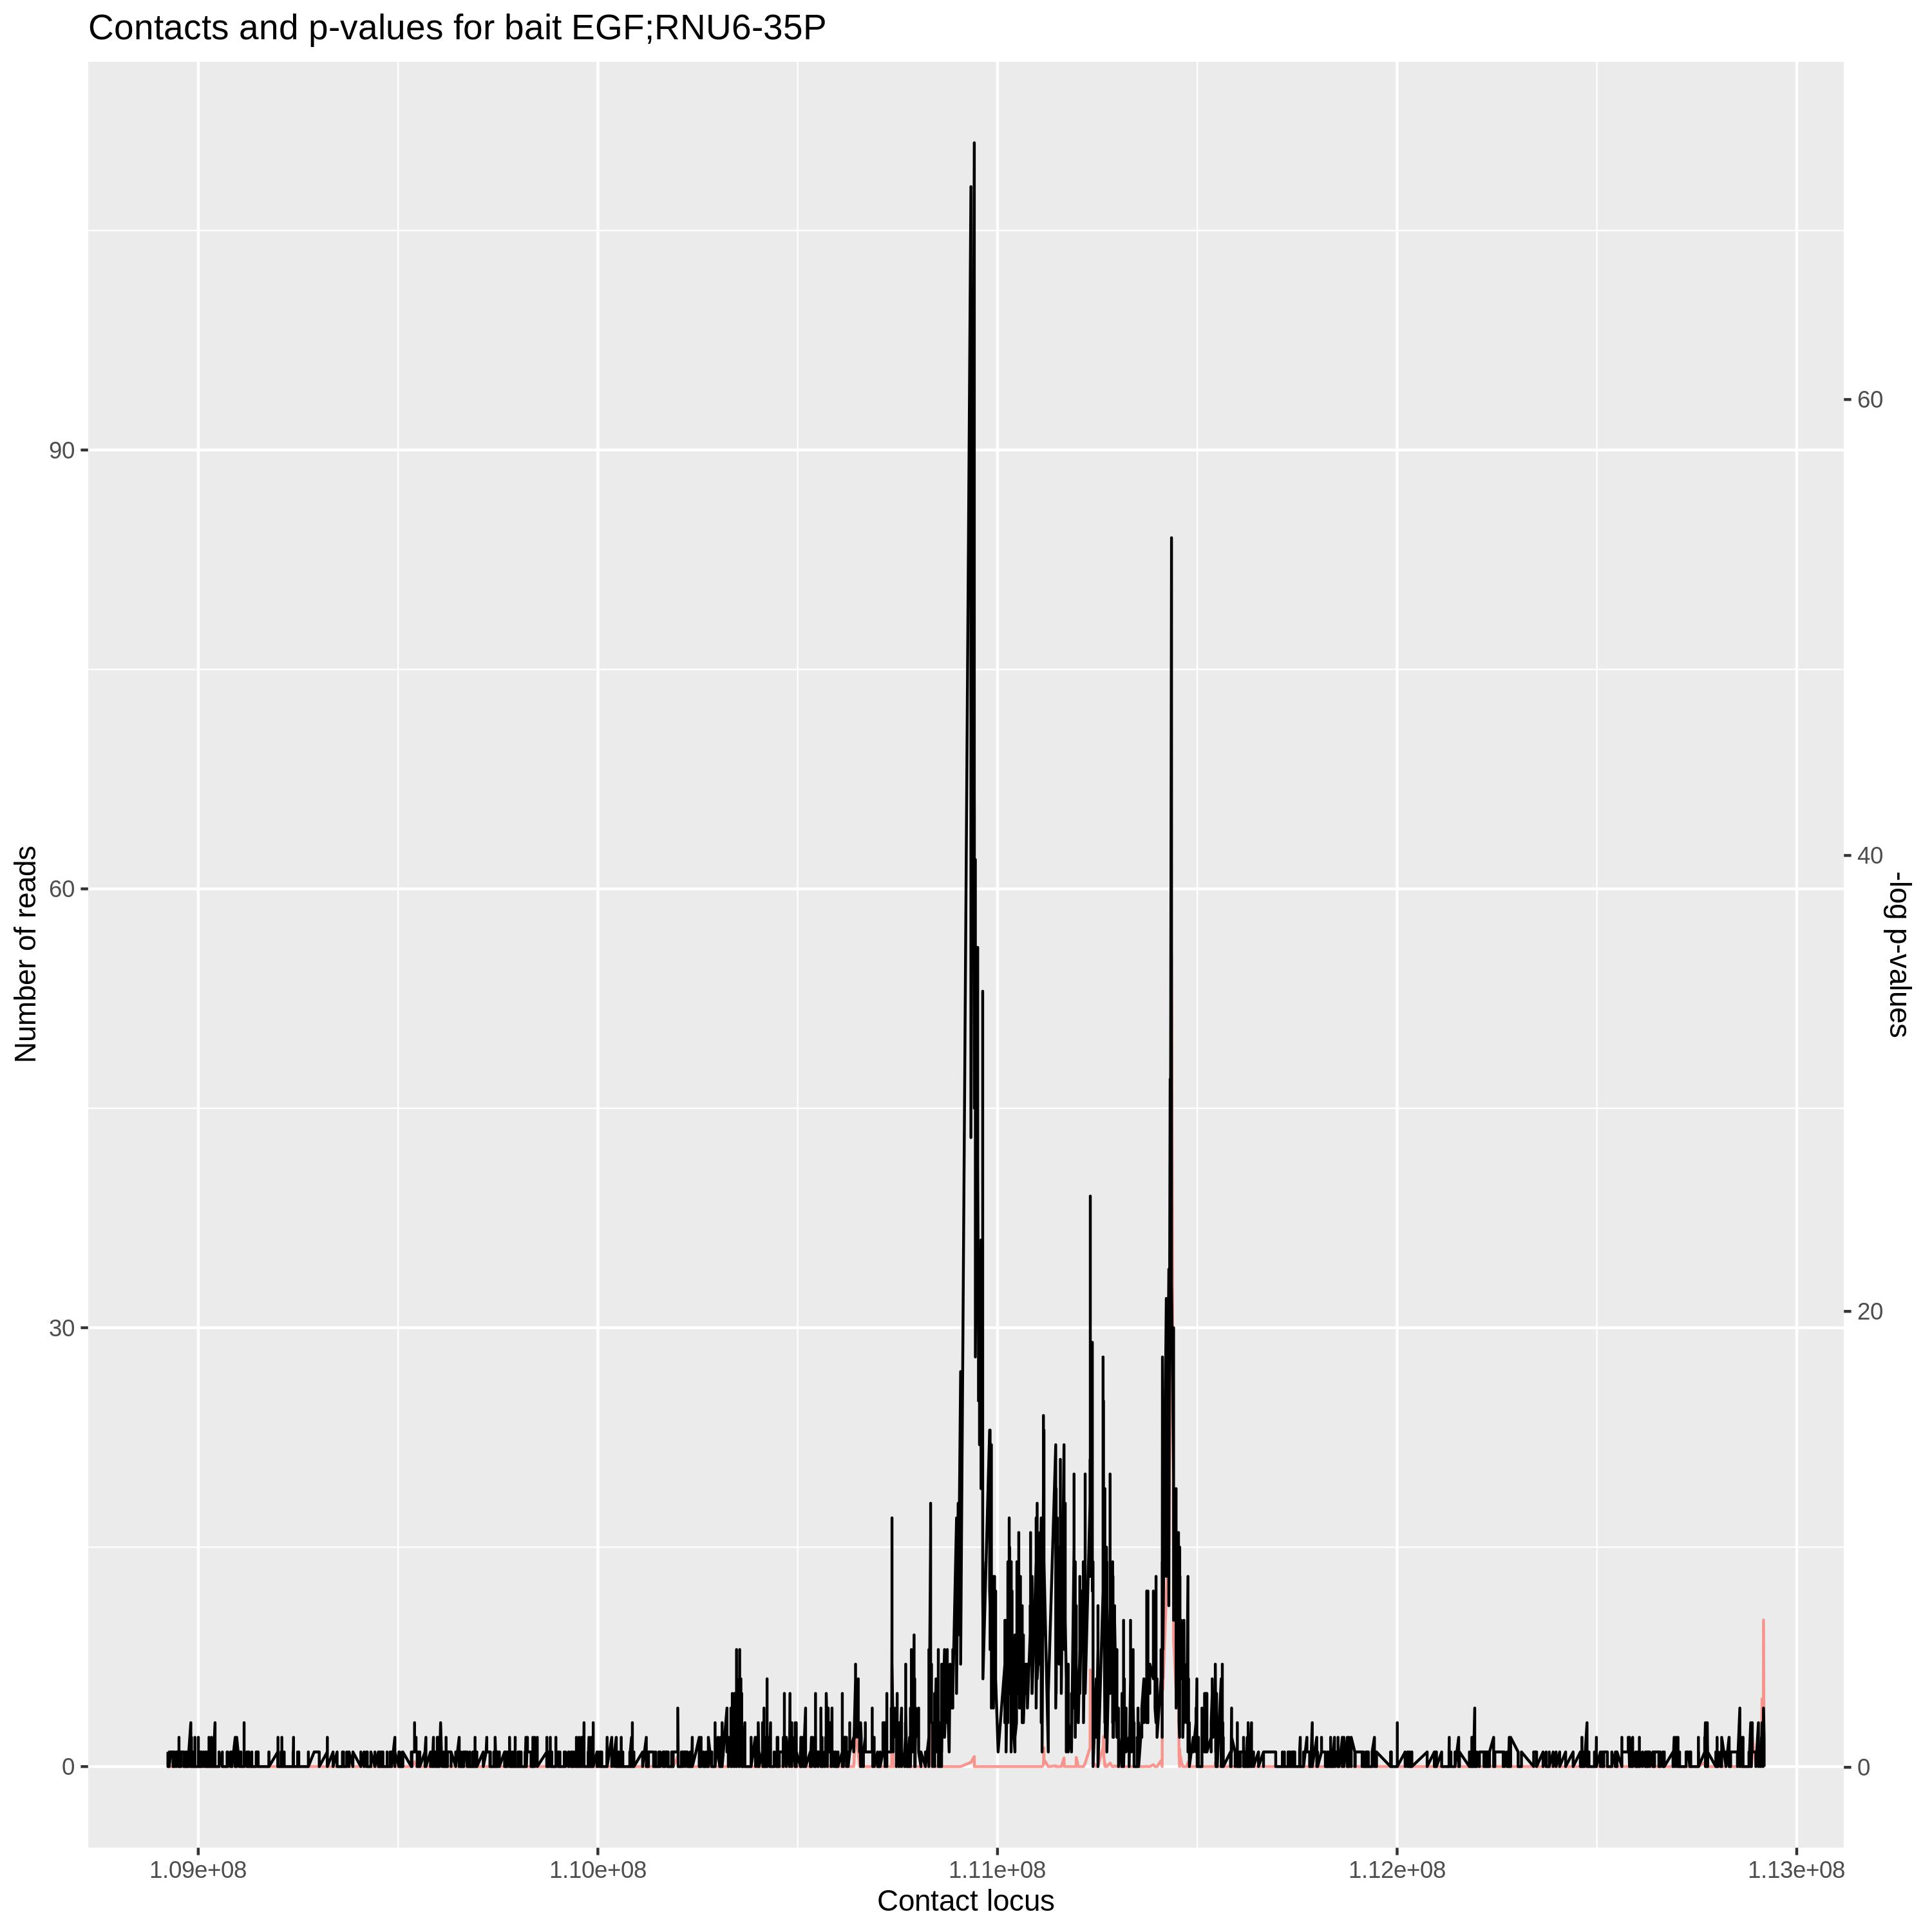 Contacts and p-values for bait EGF;RNU6-35P
Number of reads
90
60
30
0
60
40
20
0
-log p-values
1.09e+08
1.10e+08
1.11e+08
1.12e+08
1.13e+08
Contact locus